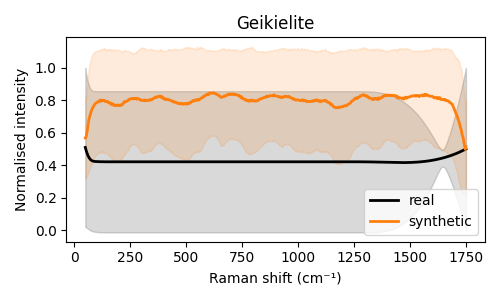 Geikielite
Normalised intensity
1.0
0.8
0.6
0.4
0.2
0.0
real
synthetic
0 250 500 750 1000 1250 1500 1750
Raman shift (cm⁻¹)